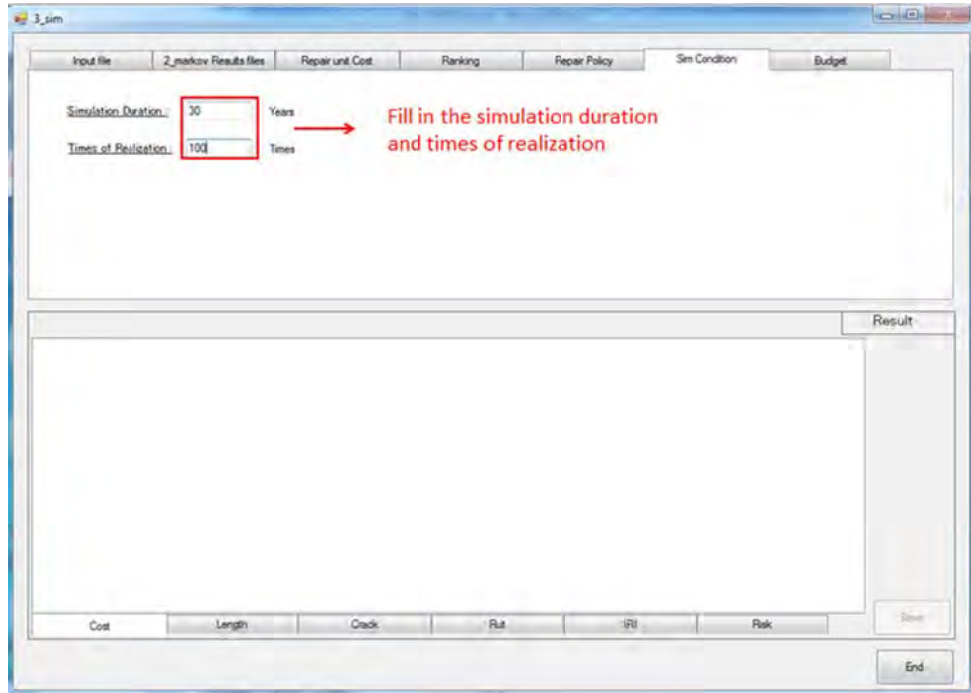 3_sim
Input file 2_markov Results files Repair unit Cost Ranking Repair Policy Sim Condition Budget
Simulation Duration : 30 Years
Times of Realization : 100 Times
Fill in the simulation duration
and times of realization
Result
Cost Length Crack Rut IRI Risk
Save
End